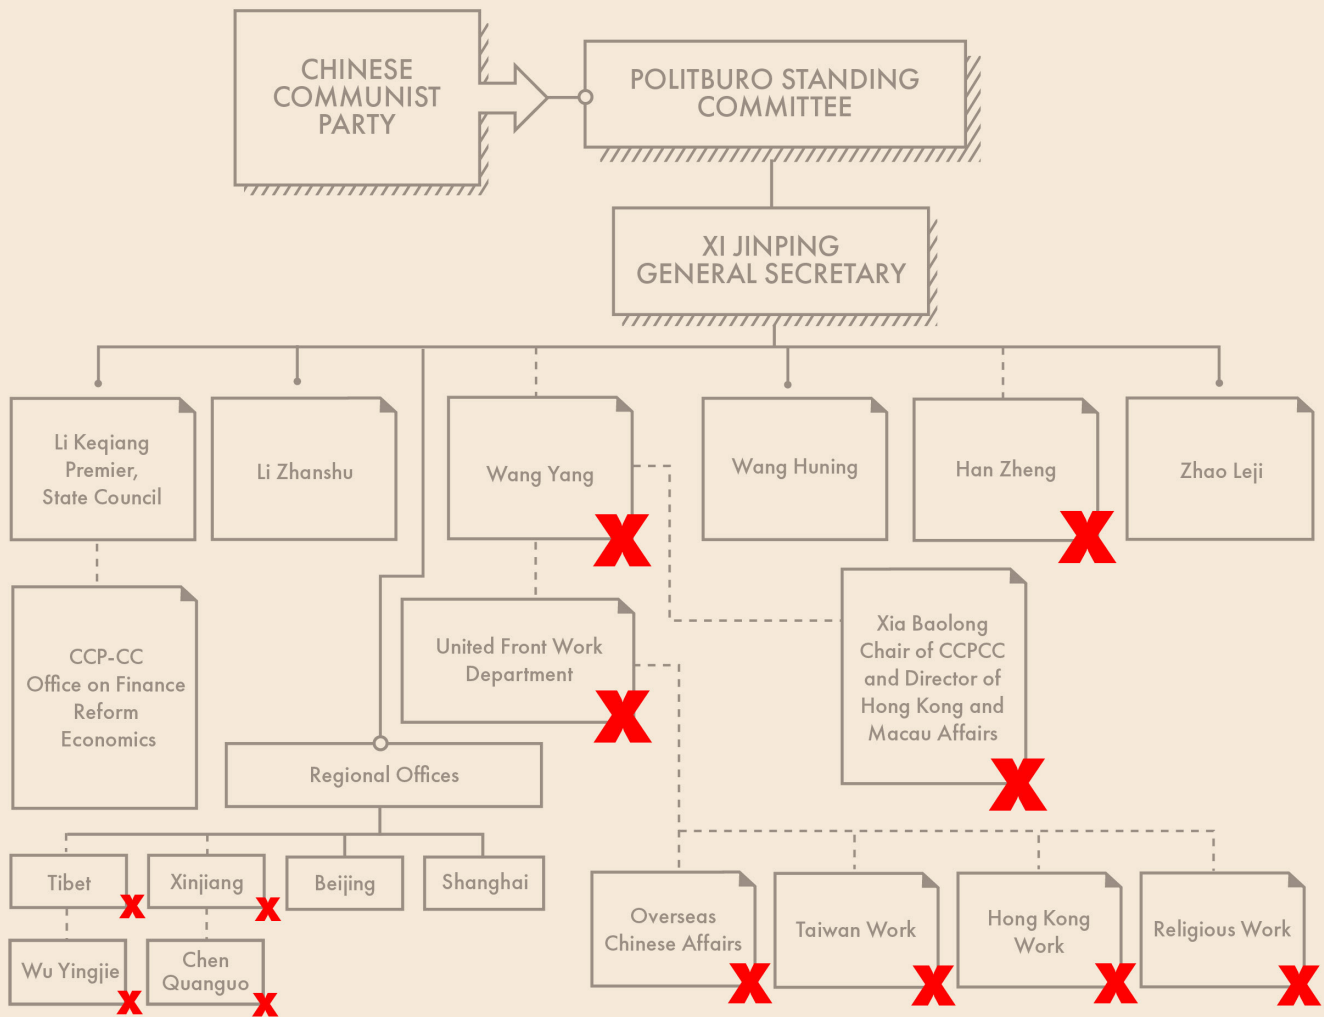 CHINESE
COMMUNIST
PARTY
POLITBURO STANDING
COMMITTEE
XI JINPING
GENERAL SECRETARY
Li Keqiang
Premier,
State Council
Li Zhanshu
Wang Yang
Wang Huning
Han Zheng
Zhao Leji
CCP-CC
Office on Finance
Reform
Economics
United Front Work
Department
Xia Baolong
Chair of CCPCC
and Director of
Hong Kong and
Macau Affairs
Regional Offices
Tibet
Xinjiang
Beijing
Shanghai
Wu Yingjie
Chen
Quanguo
Overseas
Chinese Affairs
Taiwan Work
Hong Kong
Work
Religious Work